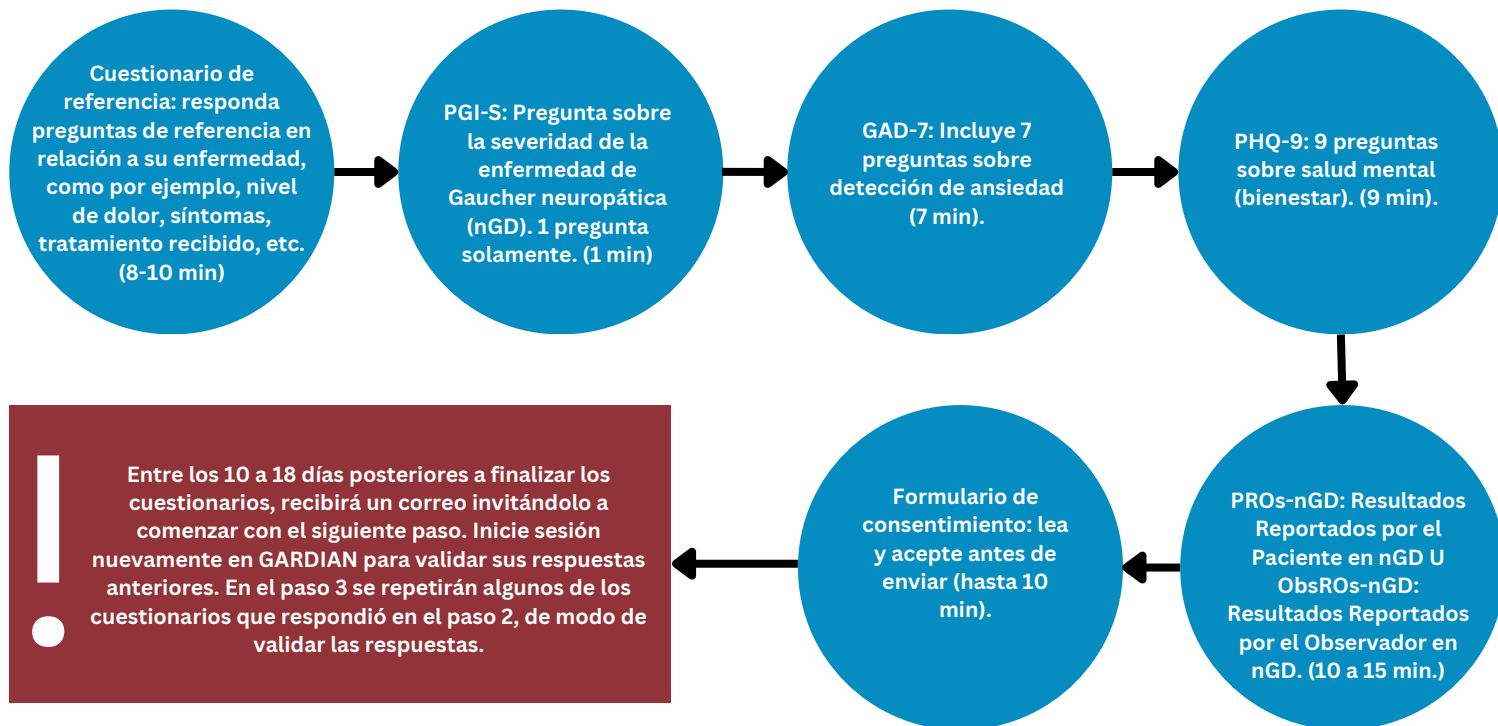 Cuestionario de
referencia: responda
preguntas de referencia en
relación a su enfermedad,
como por ejemplo, nivel
de dolor, síntomas,
tratamiento recibido, etc.
(8-10 min)
PGI-S: Pregunta sobre
la severidad de la
enfermedad de
Gaucher neuropática
(nGD). 1 pregunta
solamente. (1 min)
GAD-7: Incluye 7
preguntas sobre
detección de ansiedad
(7 min).
PHQ-9: 9 preguntas
sobre salud mental
(bienestar). (9 min).
PROs-nGD: Resultados
Reportados por el
Paciente en nGD U
ObsROs-nGD:
Resultados Reportados
por el Observador en
nGD. (10 a 15 min.)
Formulario de
consentimiento: lea
y acepte antes de
enviar (hasta 10
min).
!
Entre los 10 a 18 días posteriores a finalizar los
cuestionarios, recibirá un correo invitándolo a
comenzar con el siguiente paso. Inicie sesión
nuevamente en GARDIAN para validar sus respuestas
anteriores. En el paso 3 se repetirán algunos de los
cuestionarios que respondió en el paso 2, de modo de
validar las respuestas.